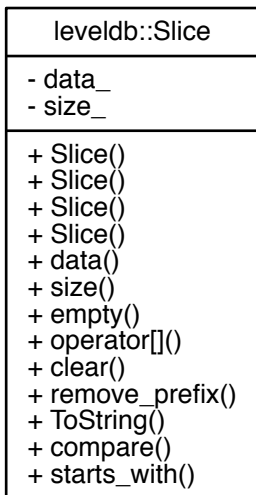 leveldb::Slice
- data_
- size_
+ Slice()
+ Slice()
+ Slice()
+ Slice()
+ data()
+ size()
+ empty()
+ operator[]()
+ clear()
+ remove_prefix()
+ ToString()
+ compare()
+ starts_with()